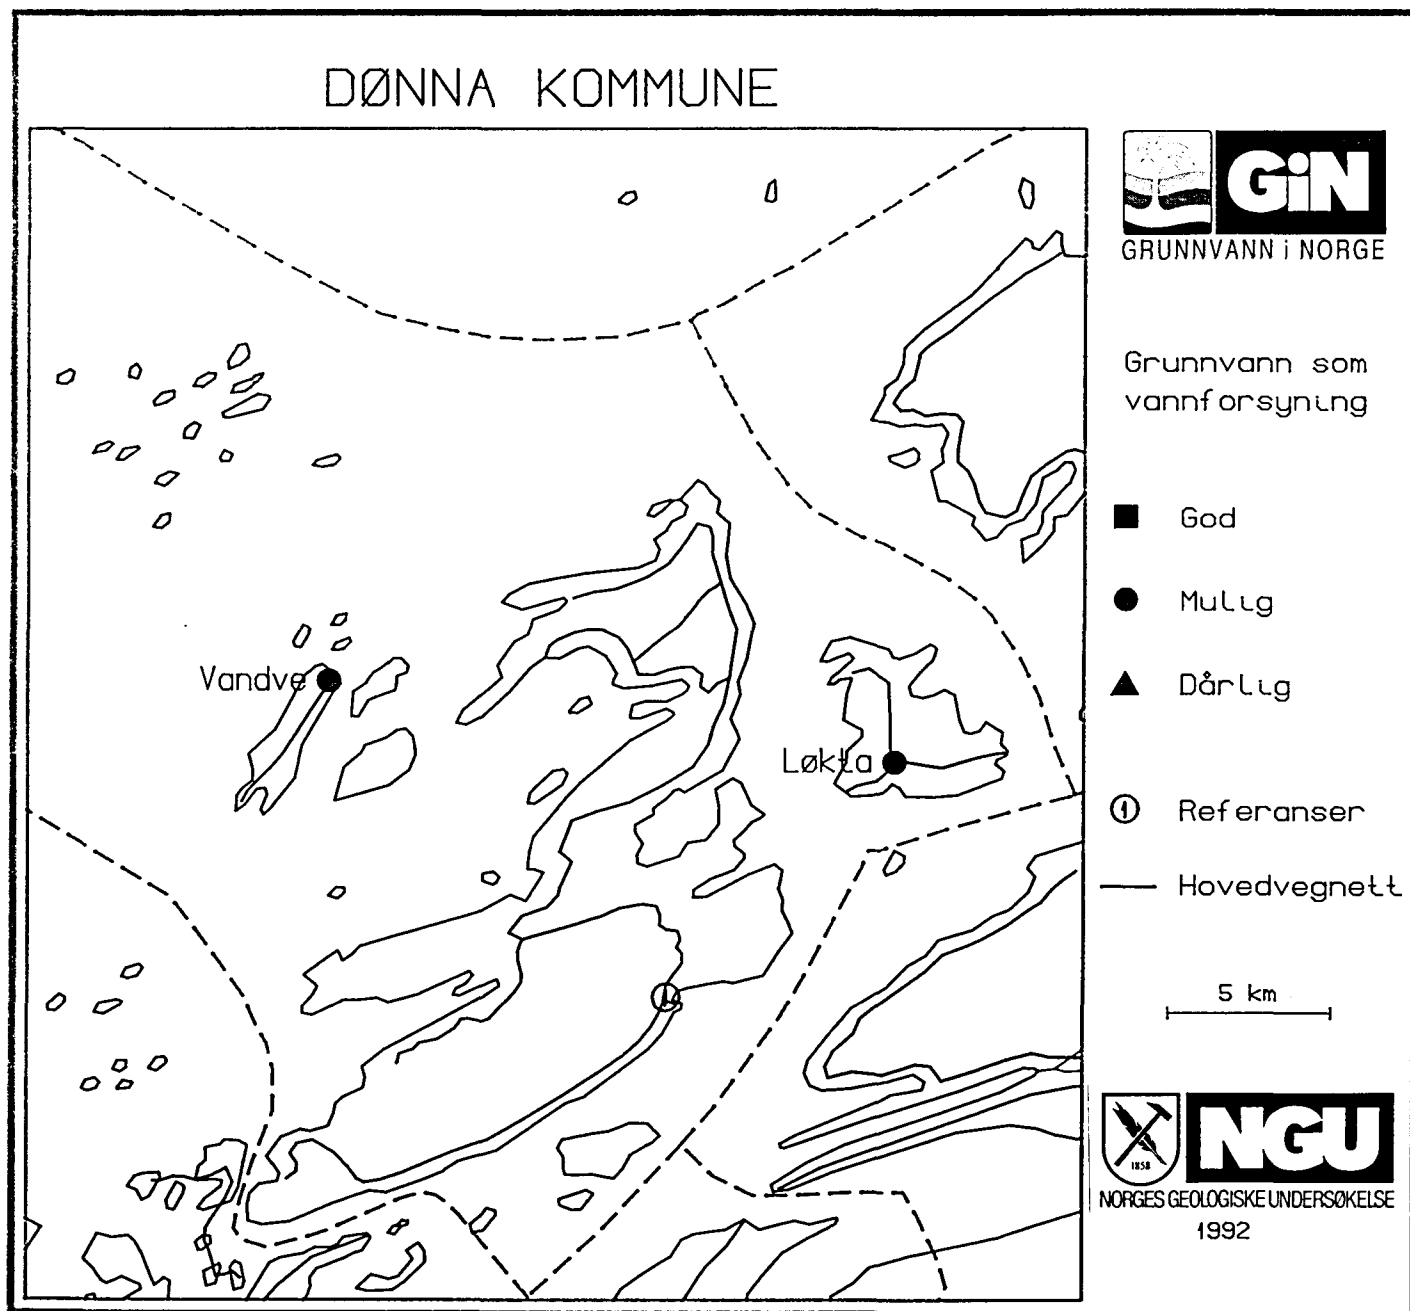 DØNNA KOMMUNE
GiN
GRUNNVANN i NORGE
Grunnvann som
vannforsyning
God
Mulig
Dårlig
1 Referanser
Hovedvegnett
5 km
Vandve
Løkta
1
1858
NGU
NORGES GEOLOGISKE UNDERSØKELSE
1992